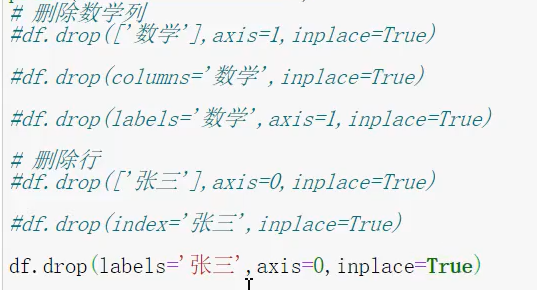 # 删除数学列
#df.drop(['数学'],axis=1,inplace=True)
#df.drop(columns='数学',inplace=True)
#df.drop(labels='数学',axis=1,inplace=True)
# 删除行
#df.drop(['张三'],axis=0,inplace=True)
#df.drop(index='张三',inplace=True)
df.drop(labels='张三',axis=0,inplace=True)